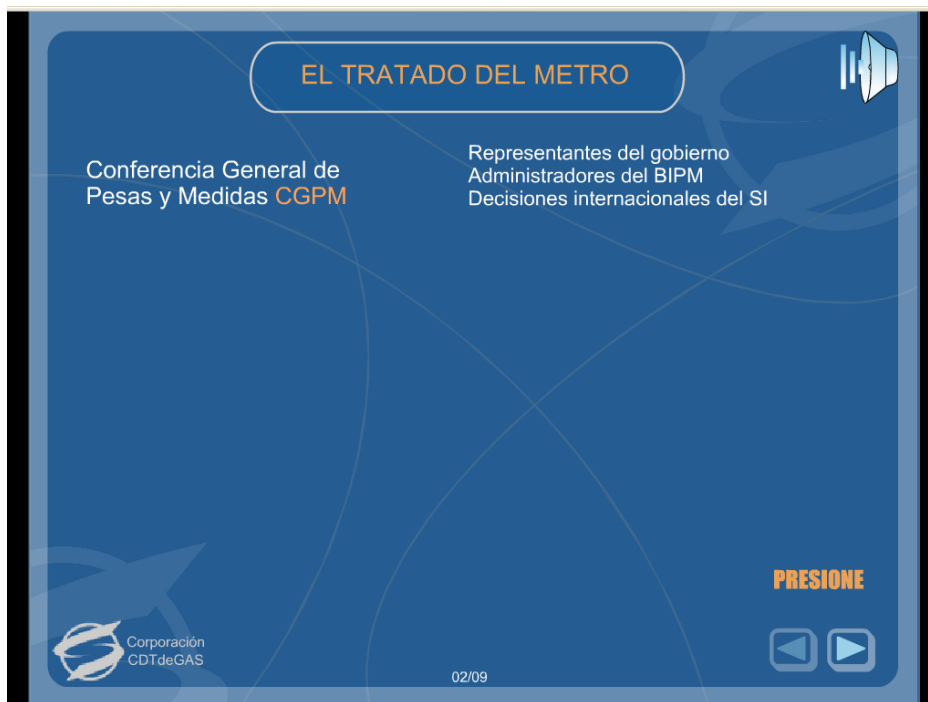 EL TRATADO DEL METRO
Conferencia General de
Pesas y Medidas CGPM
Representantes del gobierno
Administradores del BIPM
Decisiones internacionales del SI
PRESIONE
Corporación
CDTdeGAS
02/09